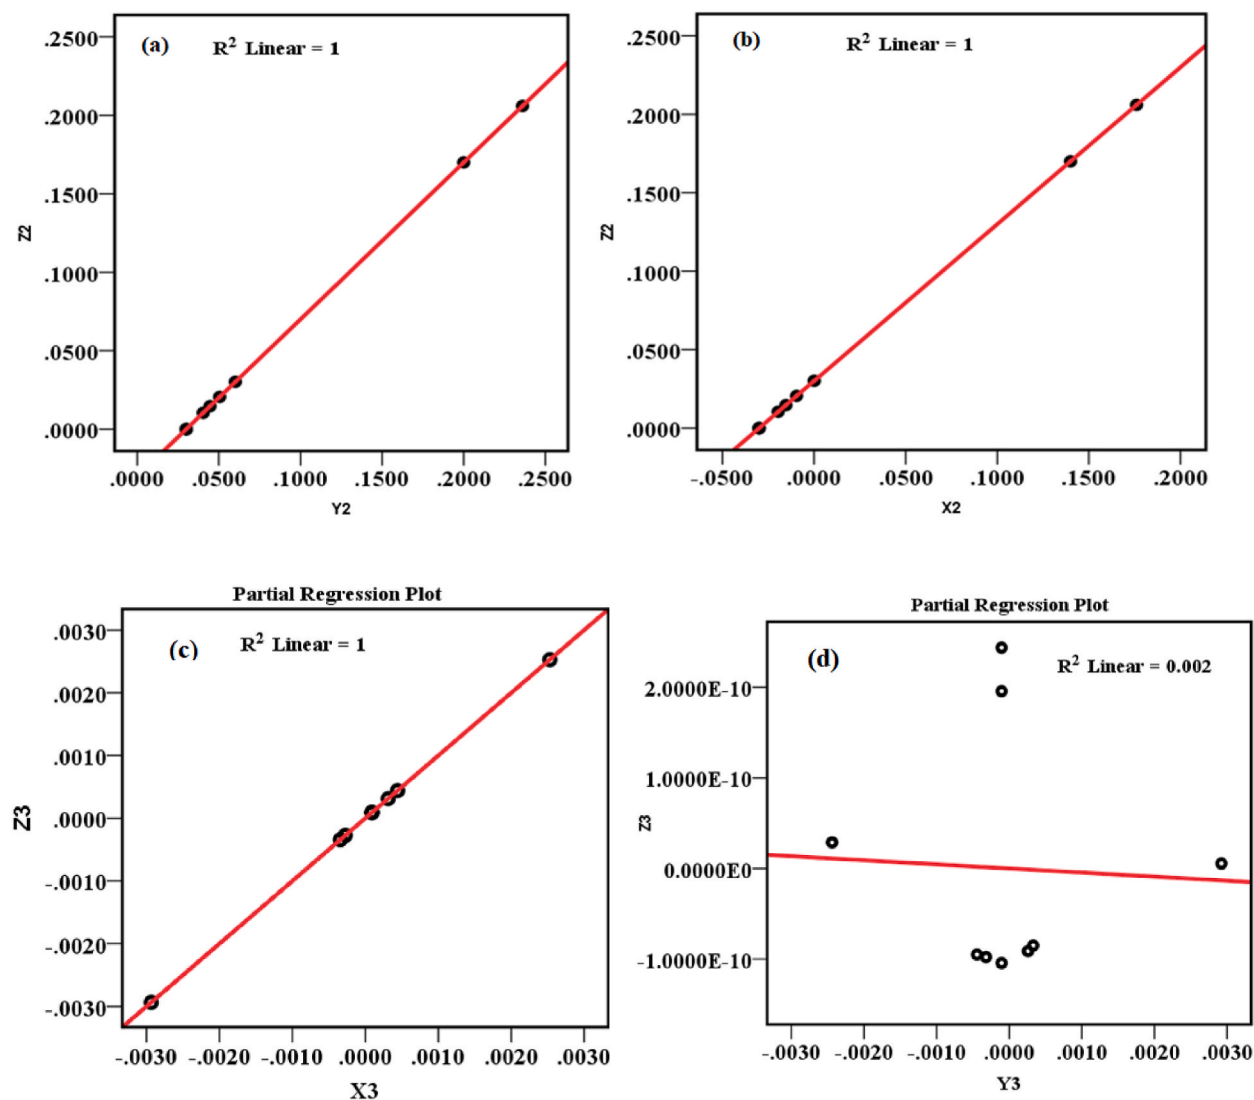 (a) R² Linear = 1
.2500
.2000
.1500
.1000
.0500
.0000
Z2
.0000 .0500 .1000 .1500 .2000 .2500
Y2
(b) R² Linear = 1
.2500
.2000
.1500
.1000
.0500
.0000
Z2
-.0500 .0000 .0500 .1000 .1500 .2000
X2
Partial Regression Plot
(c) R² Linear = 1
.0030
.0020
.0010
.0000
-.0010
-.0020
-.0030
Z3
-.0030 -.0020 -.0010 .0000 .0010 .0020 .0030
X3
Partial Regression Plot
(d) R² Linear = 0.002
2.0000E-10
1.0000E-10
0.0000E0
-1.0000E-10
Z3
-.0030 -.0020 -.0010 .0000 .0010 .0020 .0030
Y3